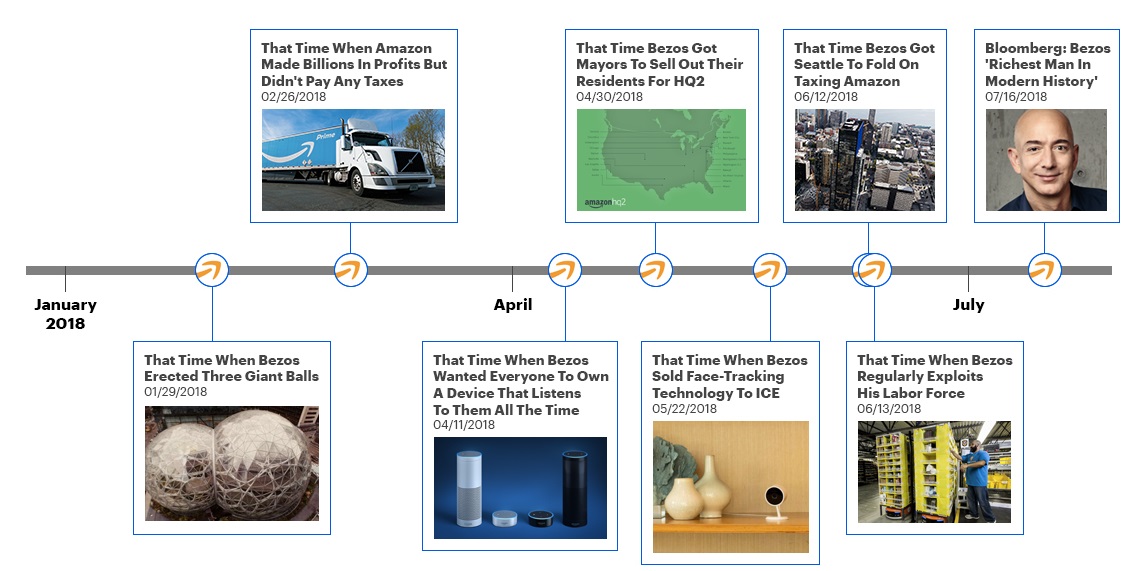 That Time When Amazon
Made Billions In Profits But
Didn't Pay Any Taxes
02/26/2018
Prime
That Time Bezos Got
Mayors To Sell Out Their
Residents For HQ2
04/30/2018
amazonhq2
That Time Bezos Got
Seattle To Fold On
Taxing Amazon
06/12/2018
Bloomberg: Bezos
'Richest Man In
Modern History'
07/16/2018
January
2018
April
July
That Time When Bezos
Erected Three Giant Balls
01/29/2018
That Time When Bezos
Wanted Everyone To Own
A Device That Listens
To Them All The Time
04/11/2018
That Time When Bezos
Sold Face-Tracking
Technology To ICE
05/22/2018
That Time When Bezos
Regularly Exploits
His Labor Force
06/13/2018